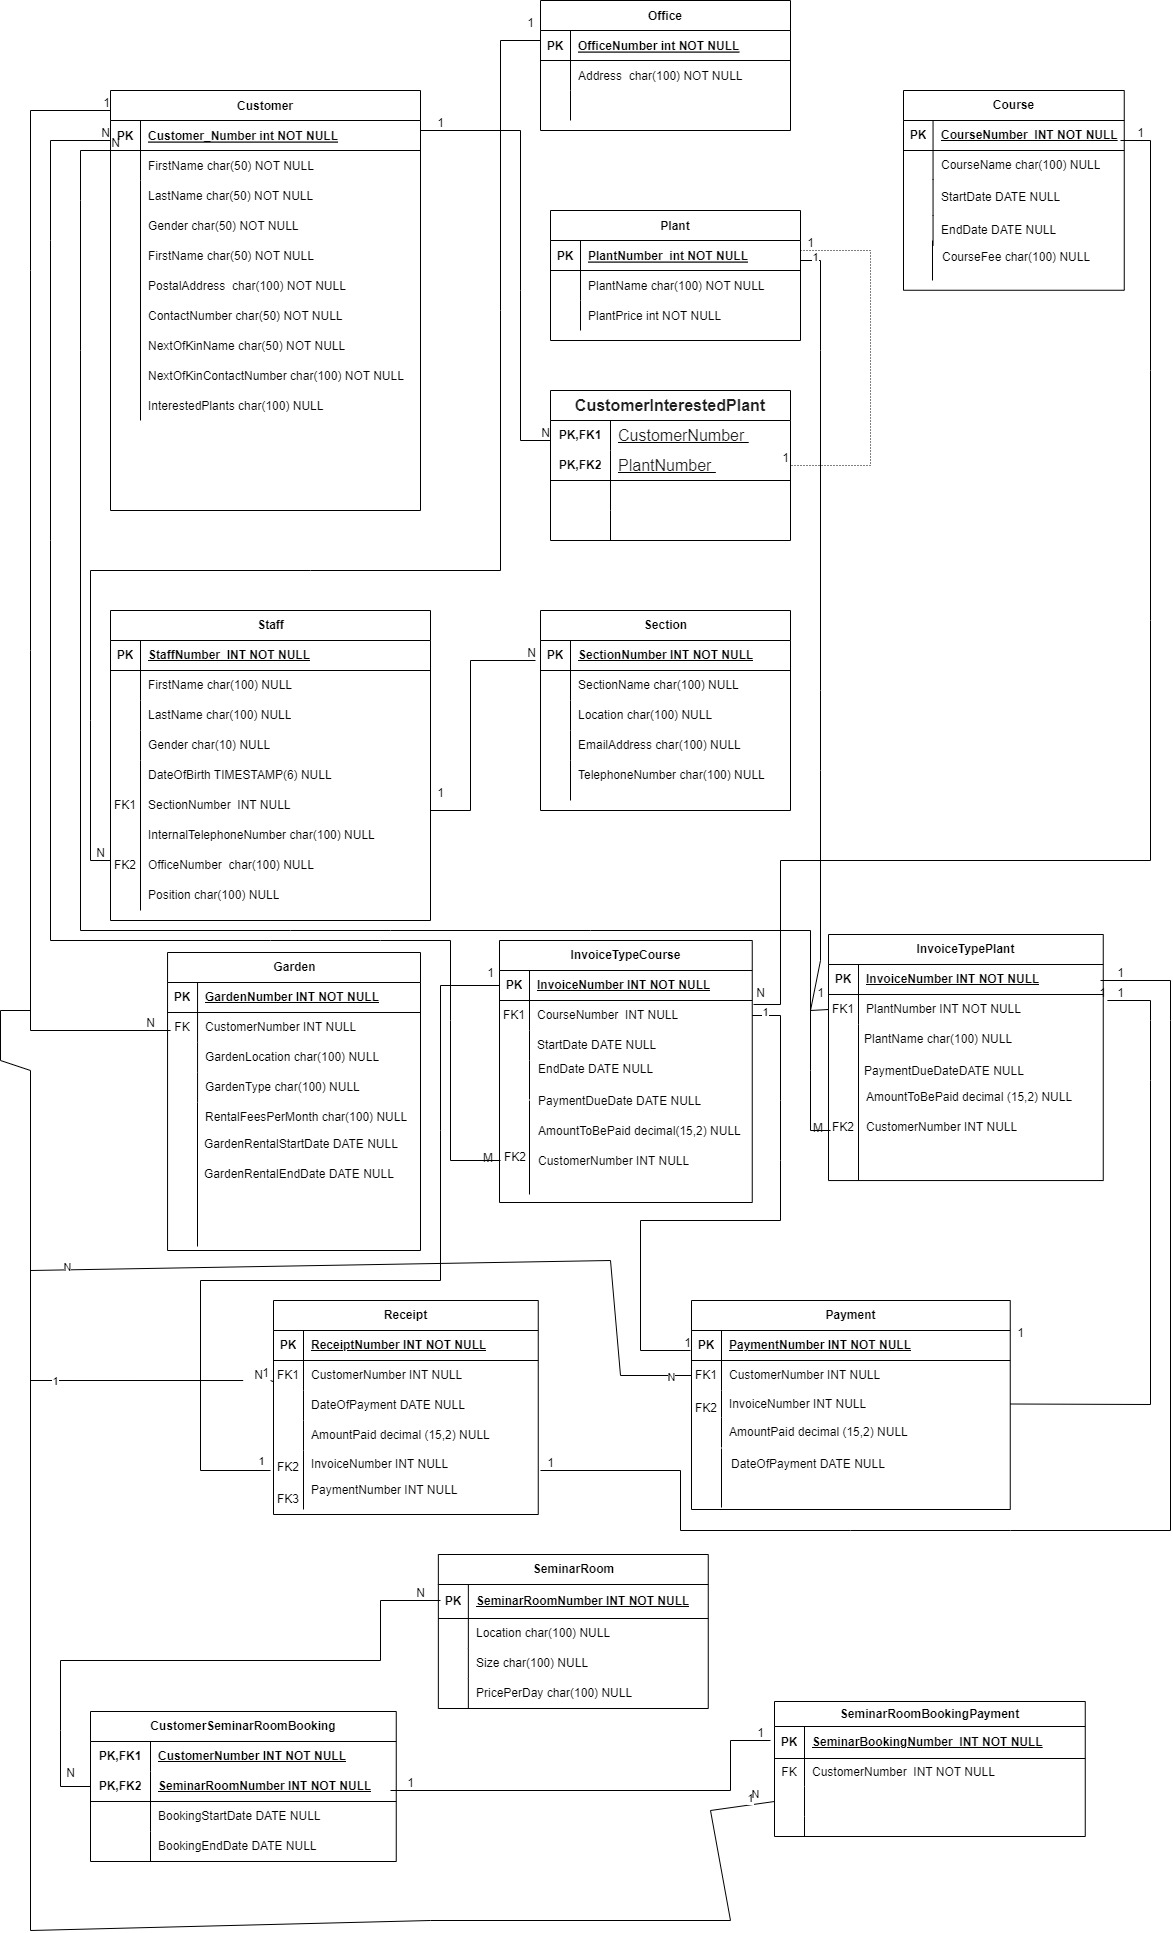 Office
1
PK OfficeNumber int NOT NULL
Address char(100) NOT NULL
1
Customer
N
N
PK Customer_Number int NOT NULL
1
FirstName char(50) NOT NULL
LastName char(50) NOT NULL
Gender char(50) NOT NULL
FirstName char(50) NOT NULL
PostalAddress char(100) NOT NULL
ContactNumber char(50) NOT NULL
NextOfKinName char(50) NOT NULL
NextOfKinContactNumber char(100) NOT NULL
InterestedPlants char(100) NULL
Course
PK CourseNumber INT NOT NULL
1
CourseName char(100) NULL
StartDate DATE NULL
EndDate DATE NULL
CourseFee char(100) NULL
Plant
1
PK PlantNumber int NOT NULL
1
PlantName char(100) NOT NULL
PlantPrice int NOT NULL
CustomerInterestedPlant
N
PK,FK1 CustomerNumber
PK,FK2 PlantNumber
1
Staff
PK StaffNumber INT NOT NULL
FirstName char(100) NULL
LastName char(100) NULL
Gender char(10) NULL
DateOfBirth TIMESTAMP(6) NULL
1
FK1 SectionNumber INT NULL
InternalTelephoneNumber char(100) NULL
N
FK2 OfficeNumber char(100) NULL
Position char(100) NULL
Section
N
PK SectionNumber INT NOT NULL
SectionName char(100) NULL
Location char(100) NULL
EmailAddress char(100) NULL
TelephoneNumber char(100) NULL
Garden
PK GardenNumber INT NOT NULL
N
FK CustomerNumber INT NULL
GardenLocation char(100) NULL
GardenType char(100) NULL
RentalFeesPerMonth char(100) NULL
GardenRentalStartDate DATE NULL
GardenRentalEndDate DATE NULL
InvoiceTypeCourse
1
PK InvoiceNumber INT NOT NULL
N
FK1 CourseNumber INT NULL
1
StartDate DATE NULL
EndDate DATE NULL
PaymentDueDate DATE NULL
AmountToBePaid decimal(15,2) NULL
M
FK2 CustomerNumber INT NULL
InvoiceTypePlant
PK InvoiceNumber INT NOT NULL
1
1
1
1
FK1 PlantNumber INT NULL
PlantName char(100) NULL
PaymentDueDateDATE NULL
AmountToBePaid decimal (15,2) NULL
M
FK2 CustomerNumber INT NULL
N
Receipt
PK ReceiptNumber INT NOT NULL
1
N
1
FK1 CustomerNumber INT NULL
DateOfPayment DATE NULL
AmountPaid decimal (15,2) NULL
1
FK2 InvoiceNumber INT NULL
1
FK3 PaymentNumber INT NULL
Payment
1
1
PK PaymentNumber INT NOT NULL
N
FK1 CustomerNumber INT NULL
FK2 InvoiceNumber INT NULL
AmountPaid decimal (15,2) NULL
DateOfPayment DATE NULL
SeminarRoom
N
PK SeminarRoomNumber INT NOT NULL
Location char(100) NULL
Size char(100) NULL
PricePerDay char(100) NULL
CustomerSeminarRoomBooking
PK,FK1 CustomerNumber INT NOT NULL
N
PK,FK2 SeminarRoomNumber INT NOT NULL
1
BookingStartDate DATE NULL
BookingEndDate DATE NULL
SeminarRoomBookingPayment
1
PK SeminarBookingNumber INT NOT NULL
FK CustomerNumber INT NOT NULL
N
1